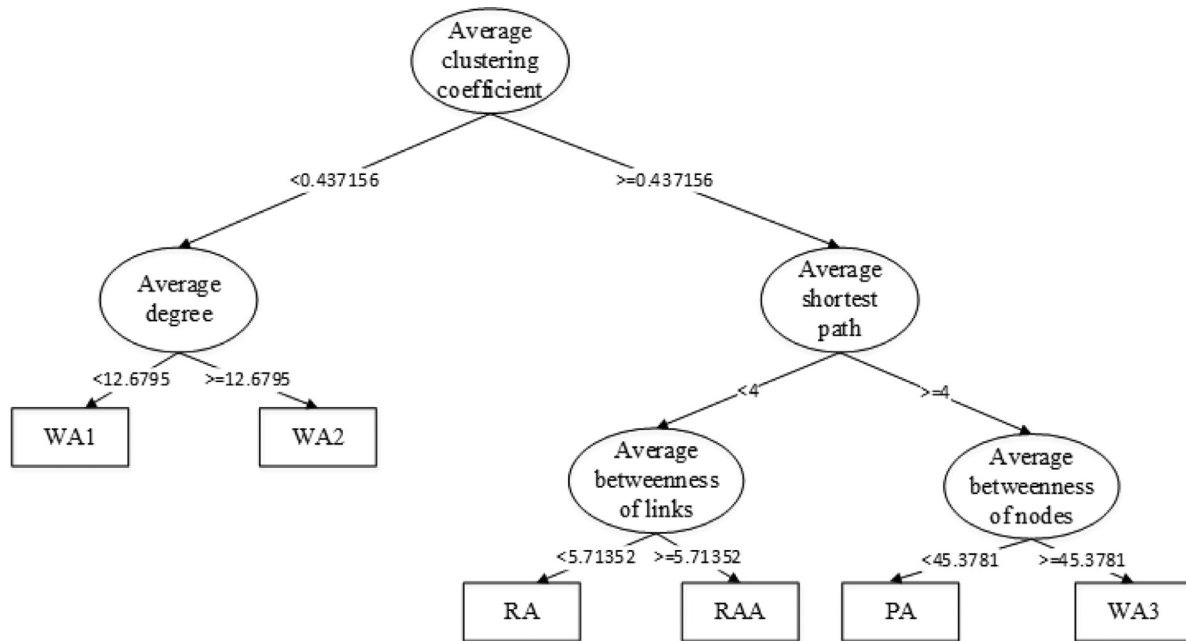 Average
clustering
coefficient
<0.437156
>=0.437156
Average
degree
Average
shortest
path
<12.6795
>=12.6795
<4
>=4
WA1
WA2
Average
betweenness
of links
Average
betweenness
of nodes
<5.71352
>=5.71352
<45.3781
>=45.3781
RA
RAA
PA
WA3